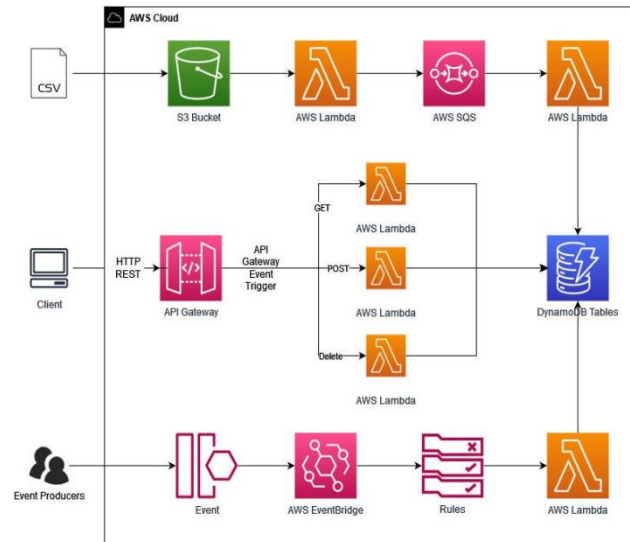 AWS Cloud
CSV
S3 Bucket
AWS Lambda
AWS SQS
AWS Lambda
GET
AWS Lambda
Client
HTTP
REST
API Gateway
API
Gateway
Event
Trigger
POST
AWS Lambda
DynamoDB Tables
Delete
AWS Lambda
Event Producers
Event
AWS EventBridge
Rules
AWS Lambda